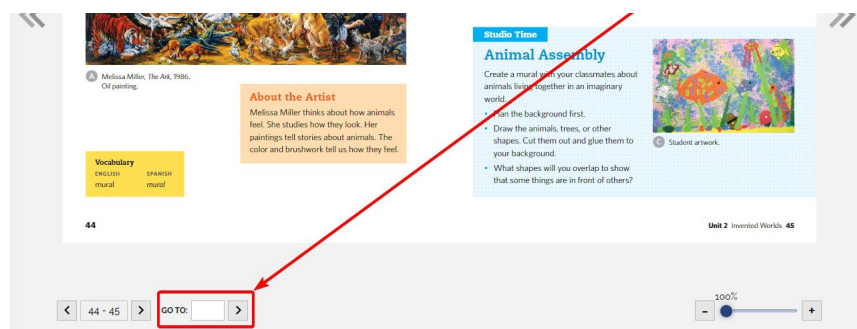 Ⓐ Melissa Miller, The Ark, 1986.
Oil painting.
About the Artist
Melissa Miller thinks about how animals
feel. She studies how they look. Her
paintings tell stories about animals. The
color and brushwork tell us how they feel.
Vocabulary
ENGLISH SPANISH
mural mural
44
Studio Time
Animal Assembly
Create a mural with your classmates about
animals living together in an imaginary
world.
• Plan the background first.
• Draw the animals, trees, or other
shapes. Cut them out and glue them to
your background.
• What shapes will you overlap to show
that some things are in front of others?
Ⓒ Student artwork.
Unit 2 Invented Worlds 45
44 - 45 GO TO:
100%
- +